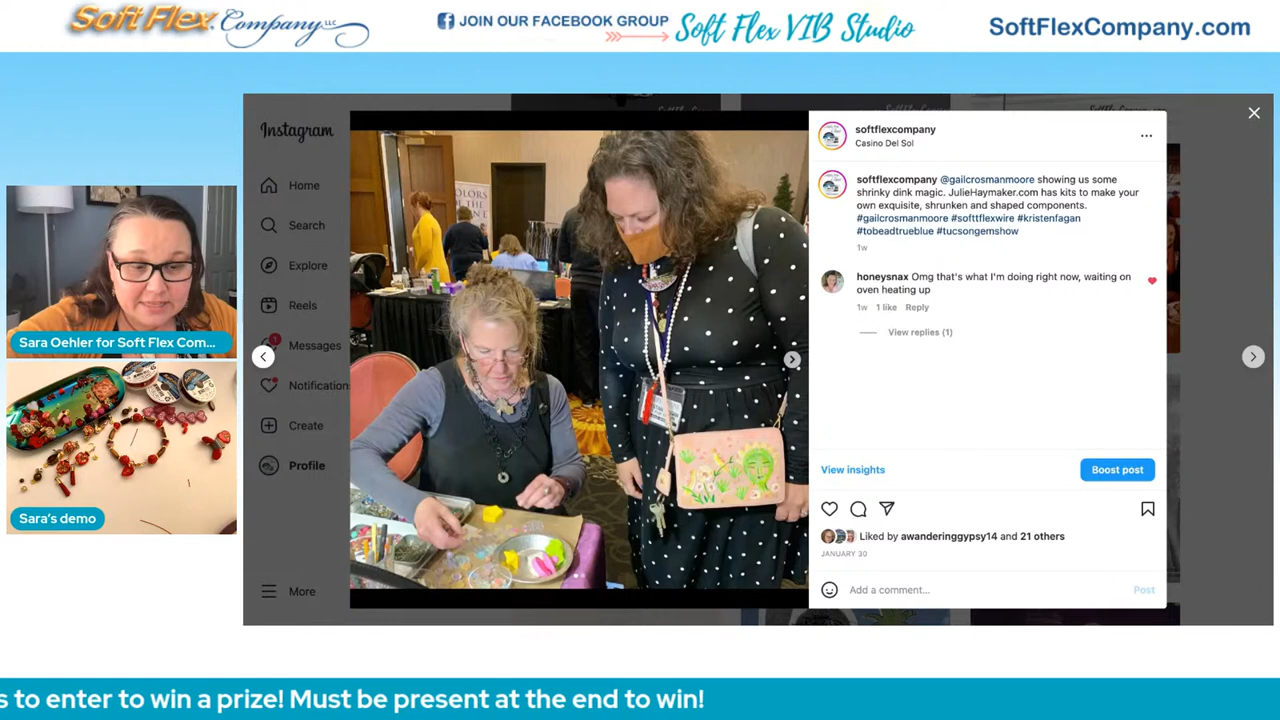 Soft Flex Company LLC
JOIN OUR FACEBOOK GROUP
Soft Flex VIB Studio
SoftFlexCompany.com
Instagram
Home
Search
Explore
Reels
1
Messages
Notification
Create
Profile
More
softflexcompany
Casino Del Sol
softflexcompany @gailcrosmanmoore showing us some
shrinky dink magic. JulieHaymaker.com has kits to make your
own exquisite, shrunken and shaped components.
#gailcrosmanmoore #softtflexwire #kristenfagan
#tobeadtrueblue #tucsongemshow
1w
honeysnax Omg that's what I'm doing right now, waiting on
oven heating up
1w 1 like Reply
View replies (1)
View insights
Boost post
Liked by awanderinggypsy14 and 21 others
JANUARY 30
Add a comment...
Post
Sara Oehler for Soft Flex Com...
Sara's demo
s to enter to win a prize! Must be present at the end to win!